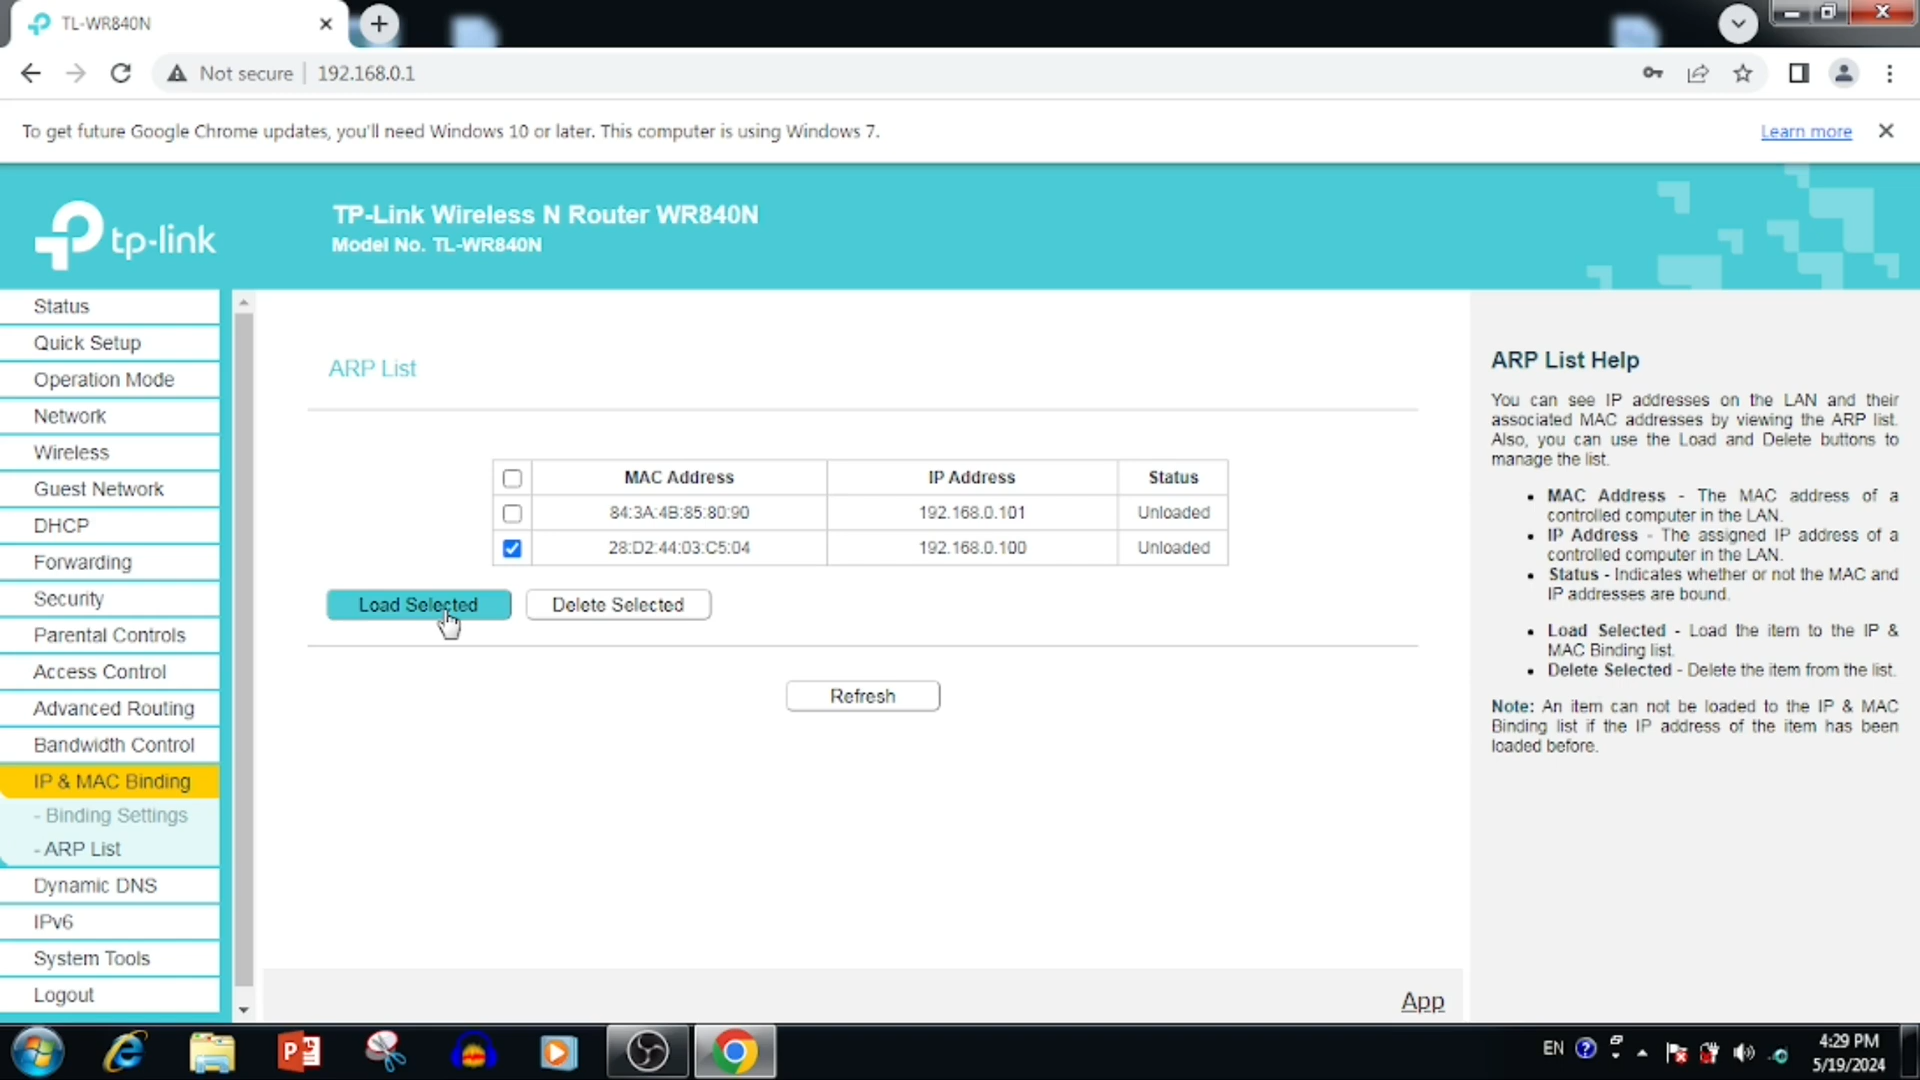 TL-WR840N
Not secure 192.168.0.1
To get future Google Chrome updates, you'll need Windows 10 or later. This computer is using Windows 7.
Learn more
tp-link
TP-Link Wireless N Router WR840N
Model No. TL-WR840N
Status
Quick Setup
Operation Mode
Network
Wireless
Guest Network
DHCP
Forwarding
Security
Parental Controls
Access Control
Advanced Routing
Bandwidth Control
IP & MAC Binding
- Binding Settings
- ARP List
Dynamic DNS
IPv6
System Tools
Logout
ARP List
MAC Address IP Address Status
84:3A:4B:85:80:90 192.168.0.101 Unloaded
28:D2:44:03:C5:04 192.168.0.100 Unloaded
Load Selected Delete Selected
Refresh
App
ARP List Help
You can see IP addresses on the LAN and their
associated MAC addresses by viewing the ARP list.
Also, you can use the Load and Delete buttons to
manage the list.
• MAC Address - The MAC address of a
controlled computer in the LAN.
• IP Address - The assigned IP address of a
controlled computer in the LAN.
• Status - Indicates whether or not the MAC and
IP addresses are bound.
• Load Selected - Load the item to the IP &
MAC Binding list.
• Delete Selected - Delete the item from the list.
Note: An item can not be loaded to the IP & MAC
Binding list if the IP address of the item has been
loaded before.
EN
4:29 PM
5/19/2024